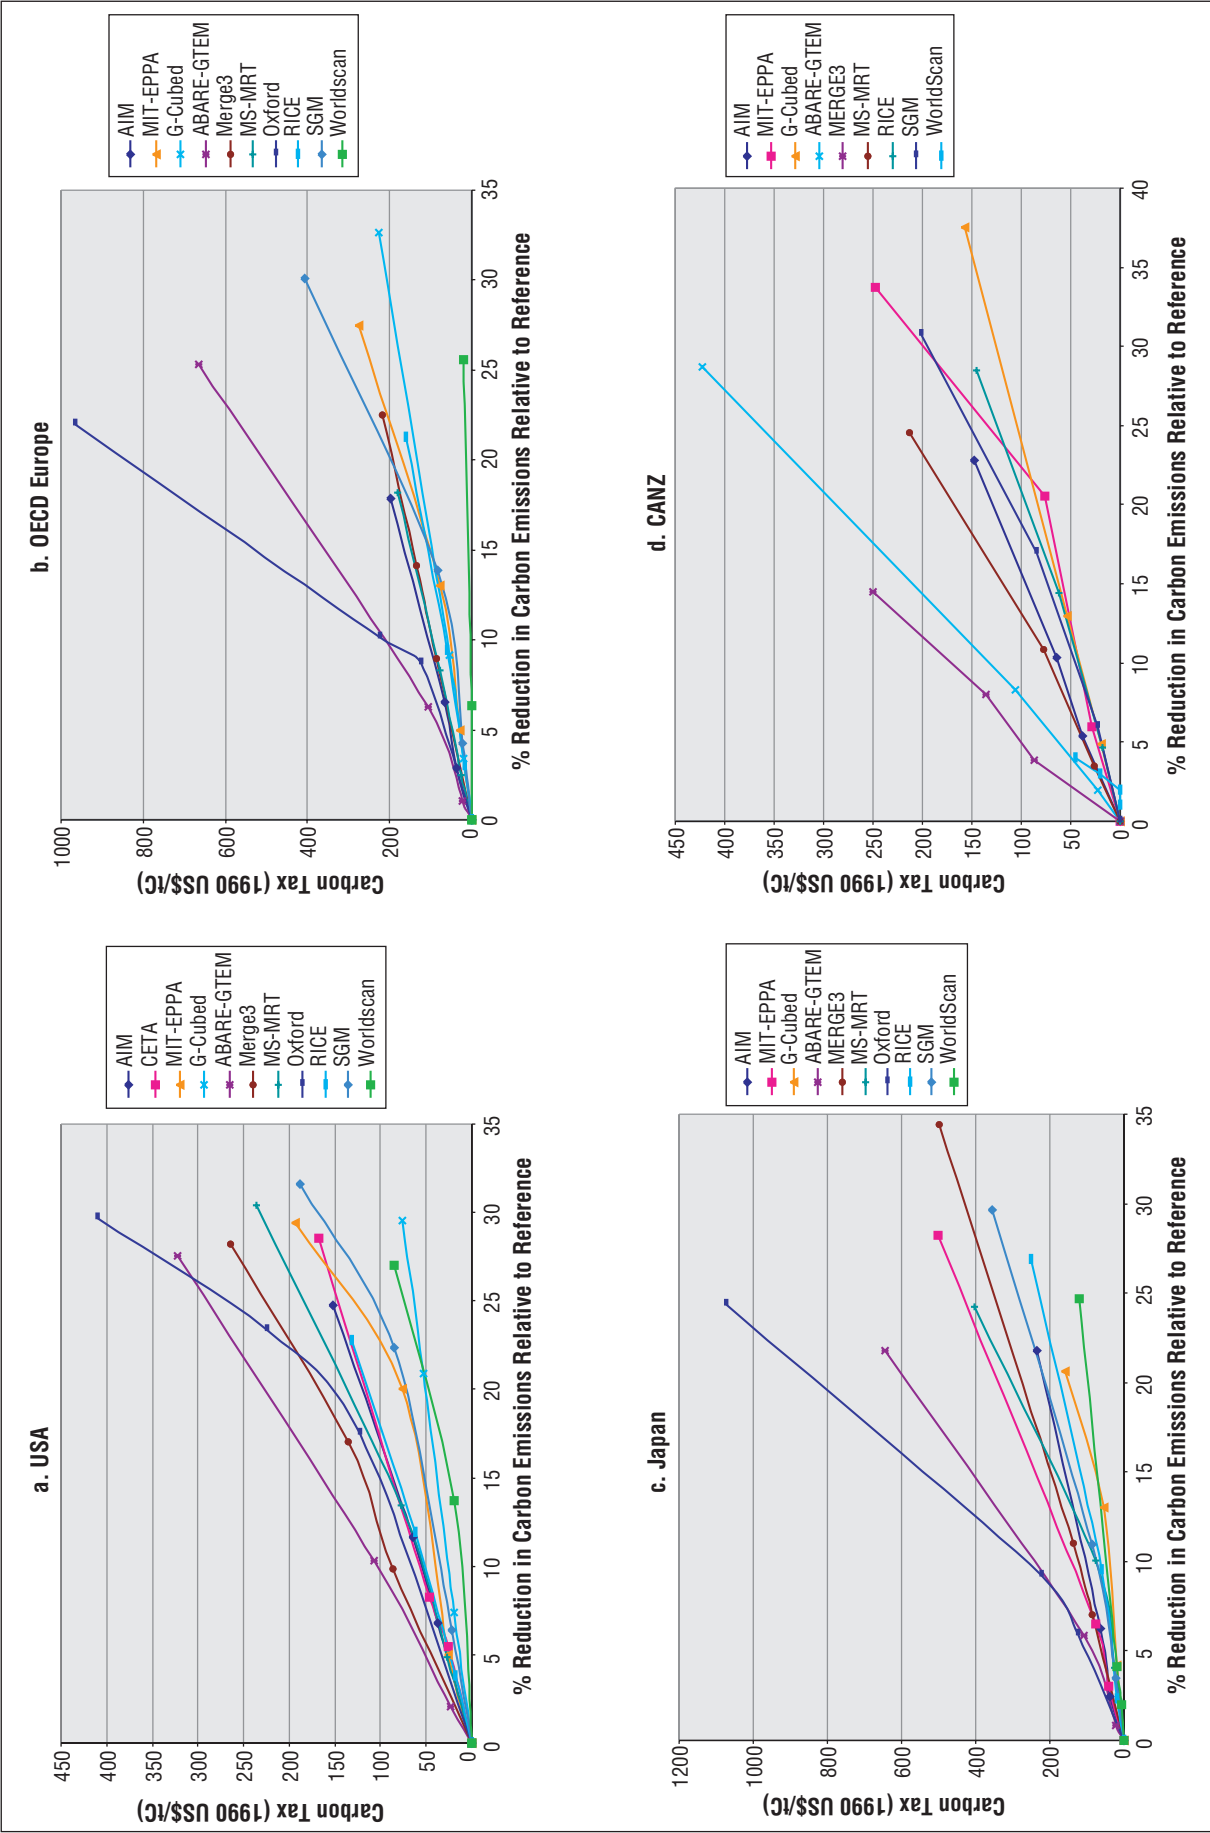 a. USA
Carbon Tax (1990 US$/tC)
450
400
350
300
250
200
150
100
50
0
0
5
10
15
20
25
30
35
% Reduction in Carbon Emissions Relative to Reference
AIM
CETA
MIT-EPPA
G-Cubed
ABARE-GTEM
Merge3
MS-MRT
Oxford
RICE
SGM
Worldscan
b. OECD Europe
Carbon Tax (1990 US$/tC)
1000
800
600
400
200
0
0
5
10
15
20
25
30
35
% Reduction in Carbon Emissions Relative to Reference
AIM
MIT-EPPA
G-Cubed
ABARE-GTEM
Merge3
MS-MRT
Oxford
RICE
SGM
Worldscan
c. Japan
Carbon Tax (1990 US$/tC)
1200
1000
800
600
400
200
0
0
5
10
15
20
25
30
35
% Reduction in Carbon Emissions Relative to Reference
AIM
MIT-EPPA
G-Cubed
ABARE-GTEM
MERGE3
MS-MRT
Oxford
RICE
SGM
WorldScan
d. CANZ
Carbon Tax (1990 US$/tC)
450
400
350
300
250
200
150
100
50
0
0
5
10
15
20
25
30
35
40
% Reduction in Carbon Emissions Relative to Reference
AIM
MIT-EPPA
G-Cubed
ABARE-GTEM
MERGE3
MS-MRT
RICE
SGM
WorldScan